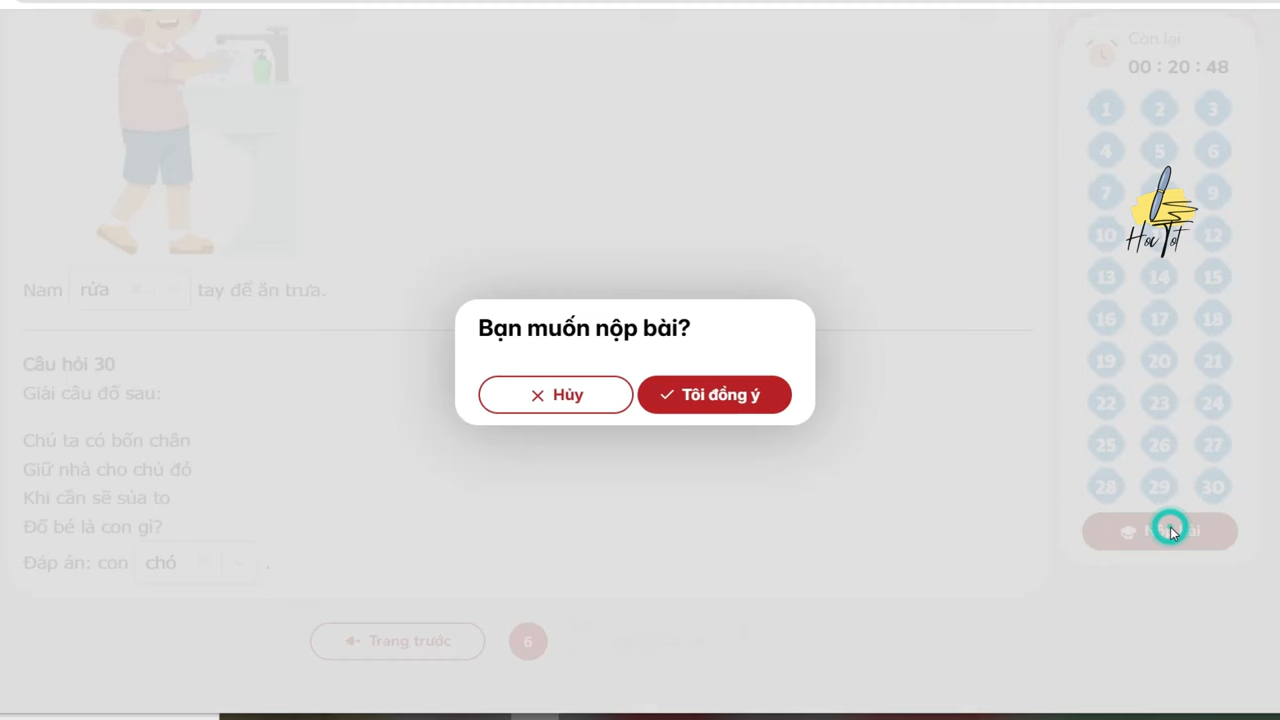 Còn lại
00 : 20 : 48
1 2 3
4 5 6
7 9
10 12
13 14 15
16 17 18
19 20 21
22 23 24
25 26 27
28 29 30
Học Tốt
Nam rửa tay để ăn trưa.
Bạn muốn nộp bài?
Hủy Tôi đồng ý
Câu hỏi 30
Giải câu đố sau:
Chú ta có bốn chân
Giữ nhà cho chủ đó
Khi cần sẽ sủa to
Đố bé là con gì?
Đáp án: con chó .
Trang trước 6